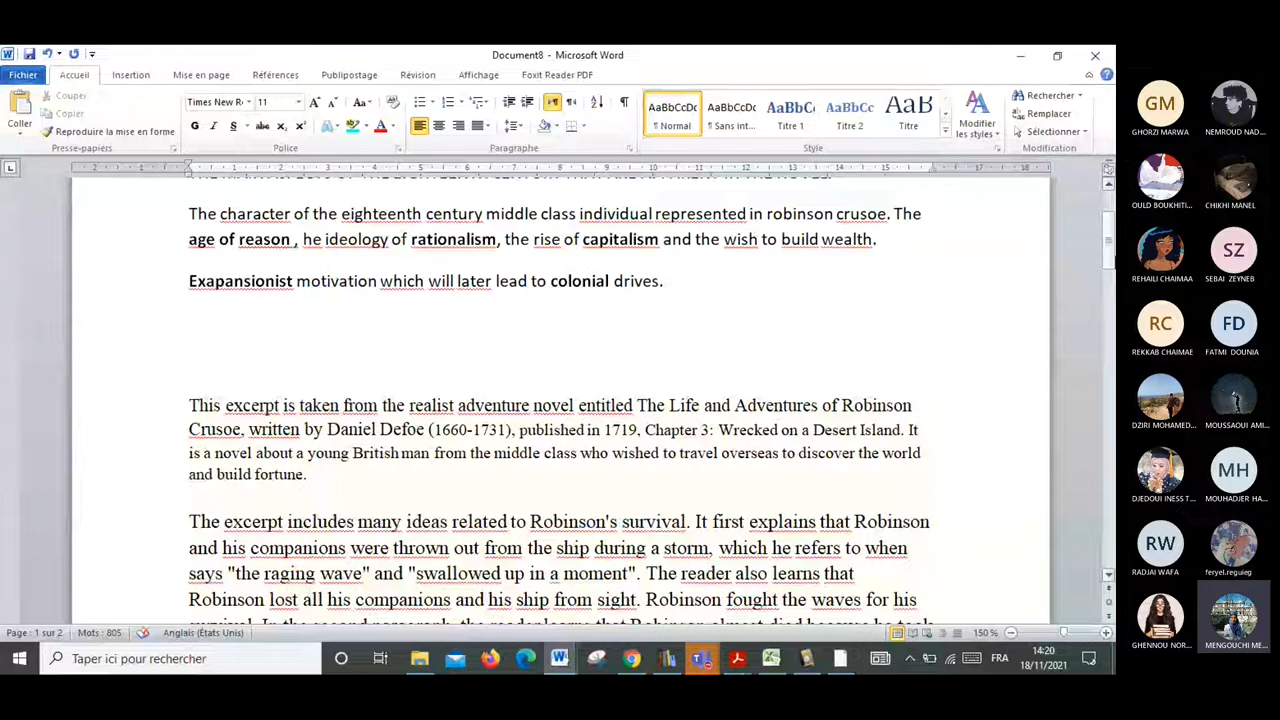 Document8 - Microsoft Word
Fichier Accueil Insertion Mise en page Références Publipostage Révision Affichage Foxit Reader PDF
Coller
Couper
Copier
Reproduire la mise en forme
Presse-papiers
Times New R 11
Police
Paragraphe
AaBbCcDc AaBbCcDc AaBbC AaBbCc AaB
¶ Normal ¶ Sans int... Titre 1 Titre 2 Titre
Modifier les styles
Style
Rechercher
Remplacer
Sélectionner
Modification
The character of the eighteenth century middle class individual represented in robinson crusoe. The
age of reason , he ideology of rationalism, the rise of capitalism and the wish to build wealth.
Exapansionist motivation which will later lead to colonial drives.
This excerpt is taken from the realist adventure novel entitled The Life and Adventures of Robinson
Crusoe, written by Daniel Defoe (1660-1731), published in 1719, Chapter 3: Wrecked on a Desert Island. It
is a novel about a young British man from the middle class who wished to travel overseas to discover the world
and build fortune.
The excerpt includes many ideas related to Robinson's survival. It first explains that Robinson
and his companions were thrown out from the ship during a storm, which he refers to when
says "the raging wave" and "swallowed up in a moment". The reader also learns that
Robinson lost all his companions and his ship from sight. Robinson fought the waves for his
Page : 1 sur 2 Mots : 805 Anglais (États Unis) 150 %
Taper ici pour rechercher
FRA
14:20
18/11/2021
GM
GHORZI MARWA
NEMROUD NAD...
OULD BOUKHITI...
CHIKHI MANEL
REHAILI CHAIMAA
SZ
SEBAI ZEYNEB
RC
REKKAB CHAIMAE
FD
FATMI DOUNIA
DZIRI MOHAMED...
MOUSSAOUI AMI...
DJEDOUI INESS T...
MH
MOUHADJER HA...
RW
RADJAI WAFA
feryel.reguieg
GHENNOU NOR...
MENGOUCHI ME...